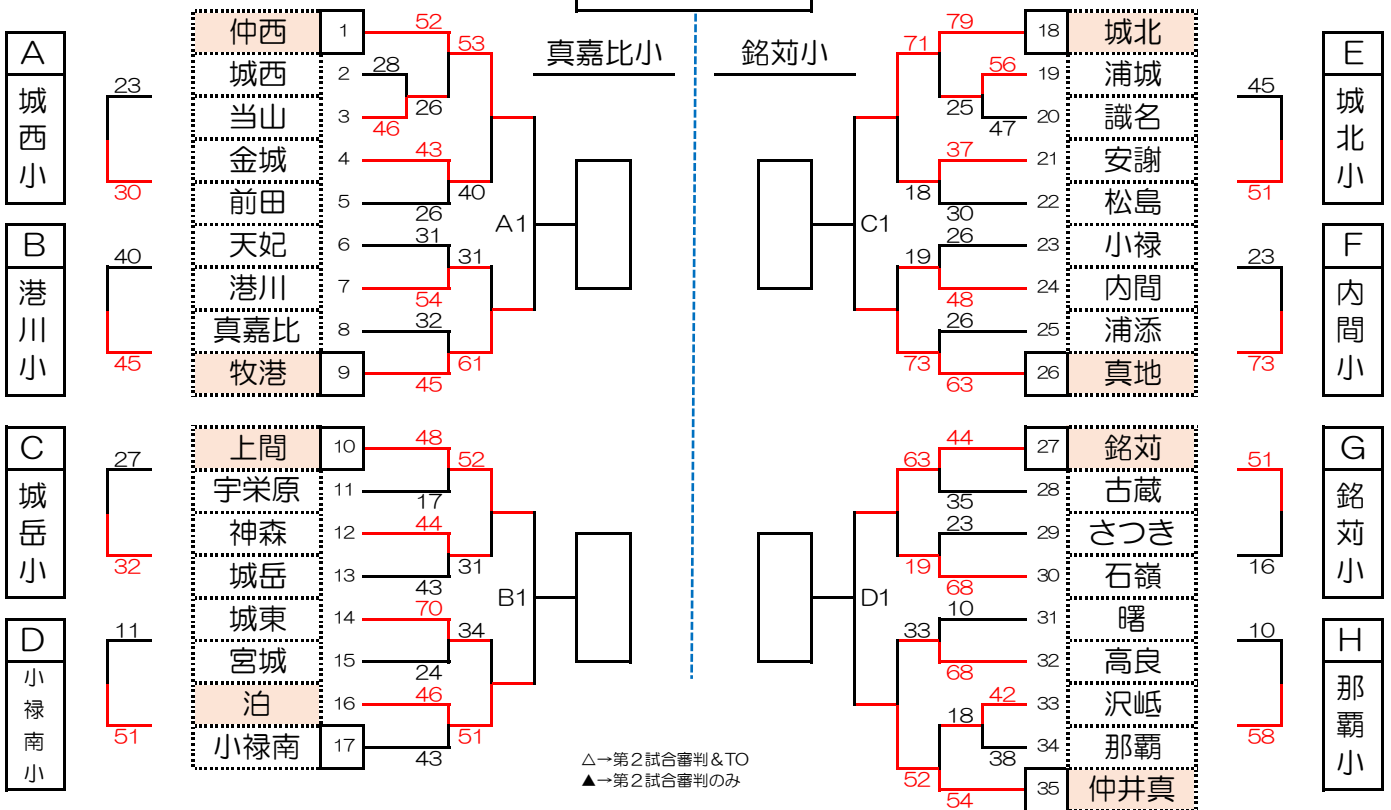 真嘉比小
銘苅小
A
城西小
23
30
B
港川小
40
45
C
城岳小
27
32
D
小禄南小
11
51
仲西 1 52
城西 2 28
当山 3 46
53
26
金城 4 43
前田 5 26
40
天妃 6 31
港川 7 54
31
真嘉比 8 32
牧港 9 45
61
A1
上間 10 48
宇栄原 11 17
52
神森 12 44
城岳 13 43
31
城東 14 70
宮城 15 24
34
泊 16 46
小禄南 17 43
51
B1
79 18 城北
56 19 浦城
47 20 識名
71
25
37 21 安謝
30 22 松島
18
26 23 小禄
48 24 内間
19
26 25 浦添
63 26 真地
73
C1
44 27 銘苅
35 28 古蔵
63
23 29 さつき
68 30 石嶺
19
10 31 曙
68 32 高良
33
42 33 沢岻
38 34 那覇
18
54 35 仲井真
52
D1
E
城北小
45
51
F
内間小
23
73
G
銘苅小
51
16
H
那覇小
10
58
△→第2試合審判&TO
▲→第2試合審判のみ